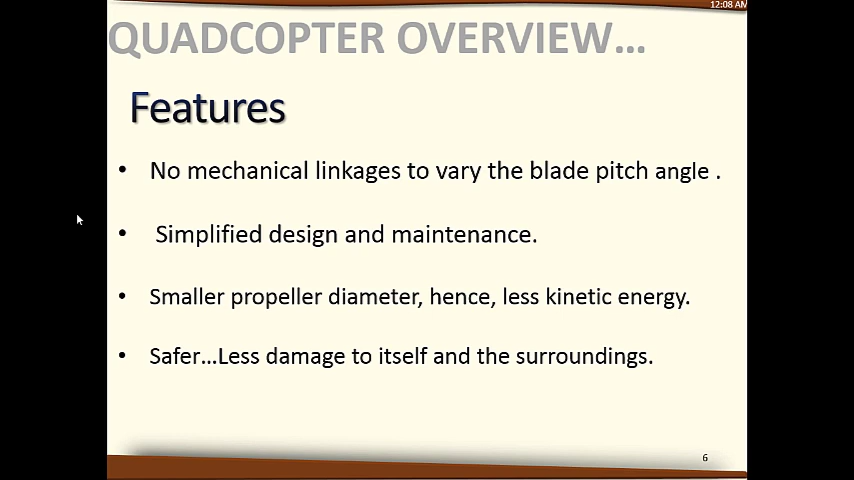 12:08 AM
QUADCOPTER OVERVIEW...
Features
• No mechanical linkages to vary the blade pitch angle .
• Simplified design and maintenance.
• Smaller propeller diameter, hence, less kinetic energy.
• Safer...Less damage to itself and the surroundings.
6